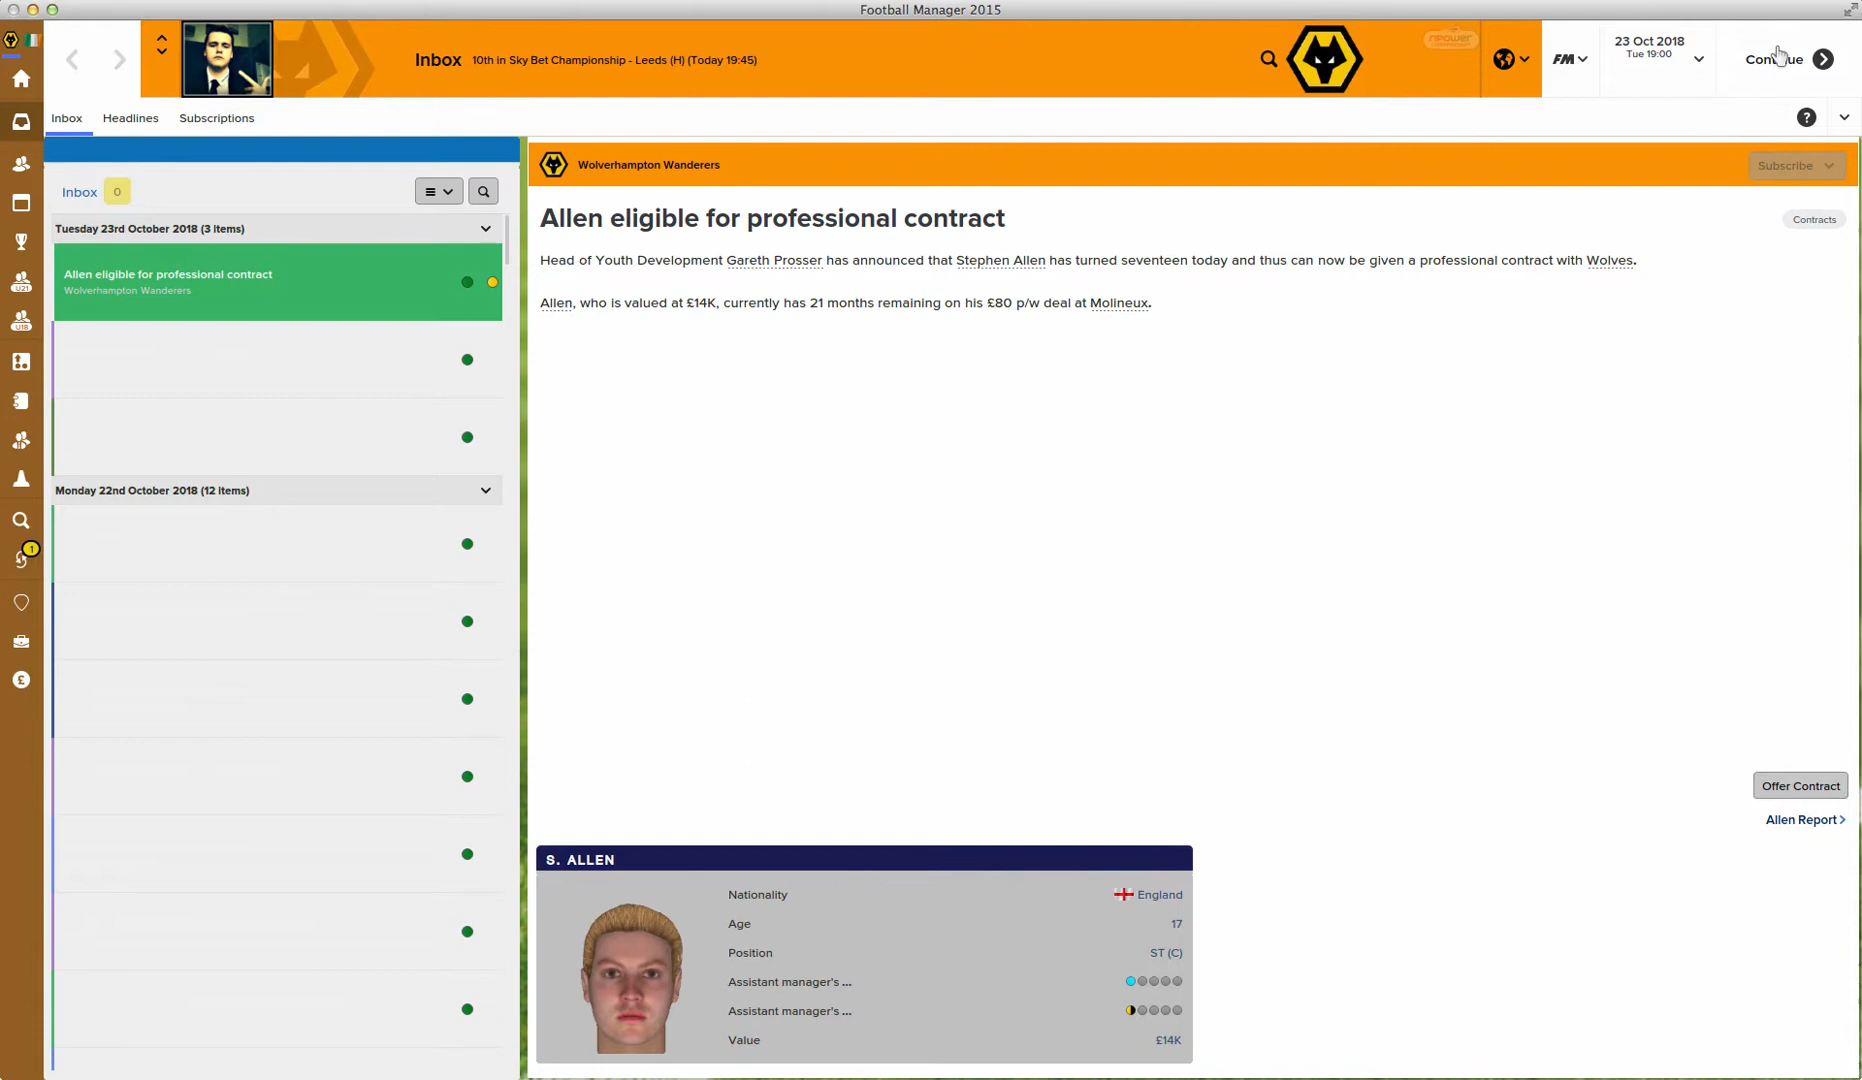 Football Manager 2015
Inbox 10th in Sky Bet Championship - Leeds (H) (Today 19:45)
npower
FM
23 Oct 2018
Tue 19:00
Continue
Inbox Headlines Subscriptions
?
Inbox 0
Tuesday 23rd October 2018 (3 items)
Allen eligible for professional contract
Wolverhampton Wanderers
Monday 22nd October 2018 (12 items)
U21
U18
1
Wolverhampton Wanderers
Subscribe
Allen eligible for professional contract
Contracts
Head of Youth Development Gareth Prosser has announced that Stephen Allen has turned seventeen today and thus can now be given a professional contract with Wolves.
Allen, who is valued at £14K, currently has 21 months remaining on his £80 p/w deal at Molineux.
Offer Contract
Allen Report
S. ALLEN
Nationality England
Age 17
Position ST (C)
Assistant manager's ...
Assistant manager's ...
Value £14K